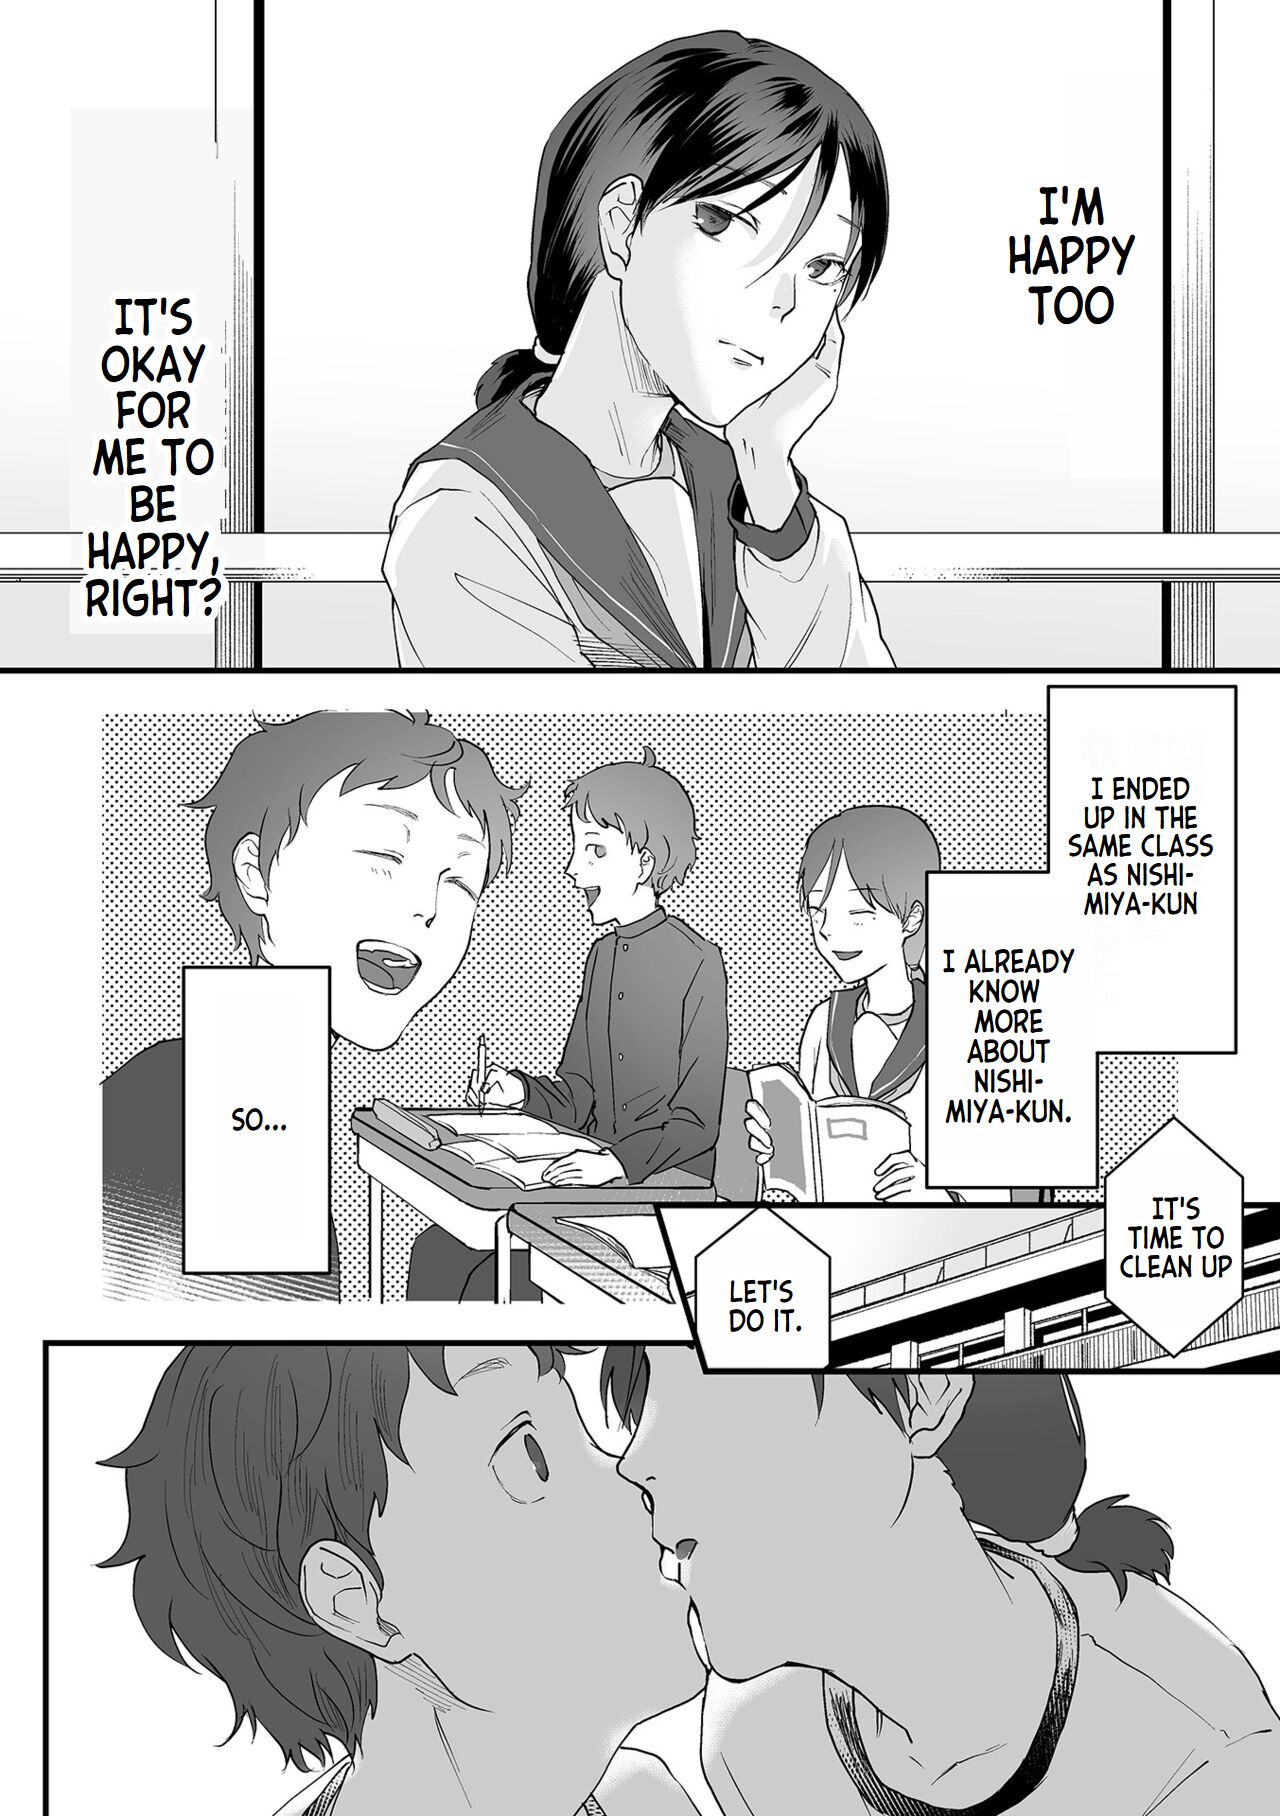 I'M
HAPPY
TOO
IT'S
OKAY
FOR
ME TO
BE
HAPPY,
RIGHT?
I ENDED
UP IN THE
SAME CLASS
AS NISHI-
MIYA-KUN
I ALREADY
KNOW
MORE
ABOUT
NISHI-
MIYA-KUN.
SO...
IT'S
TIME TO
CLEAN UP
LET'S
DO IT.